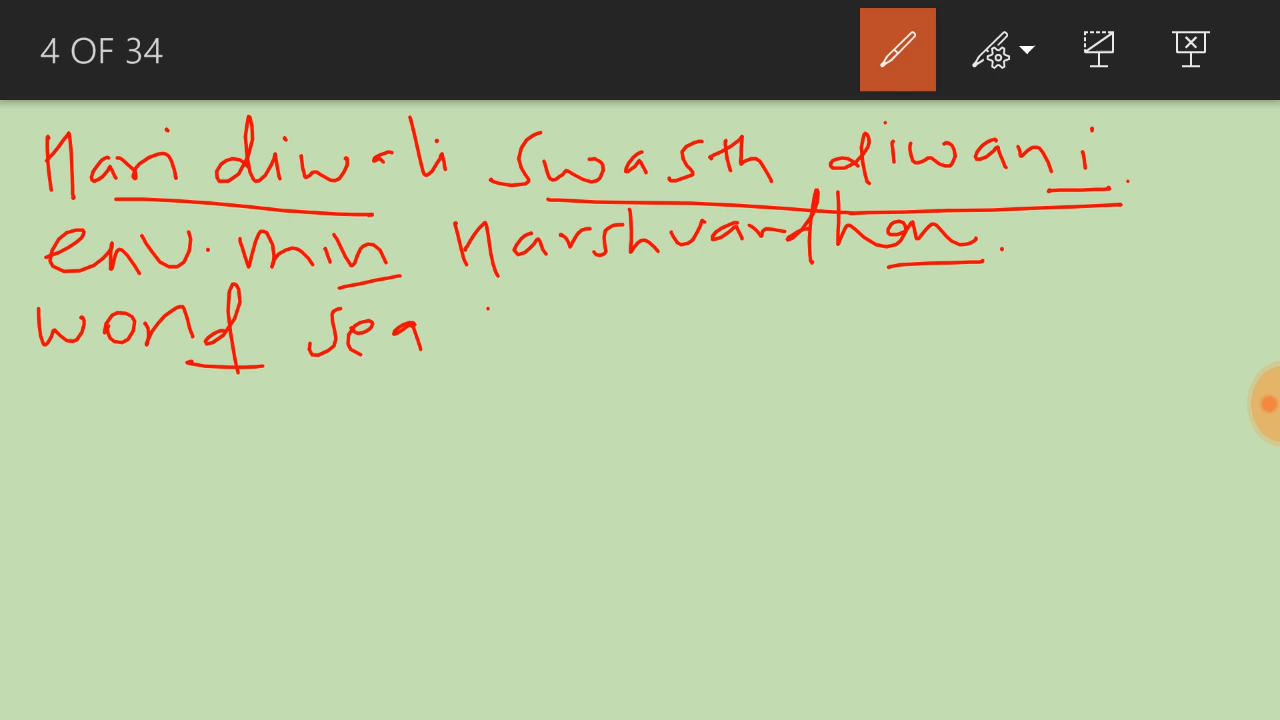 4 OF 34
Hari diwali swasth diwani.
env. min Harshvardhan.
word sea